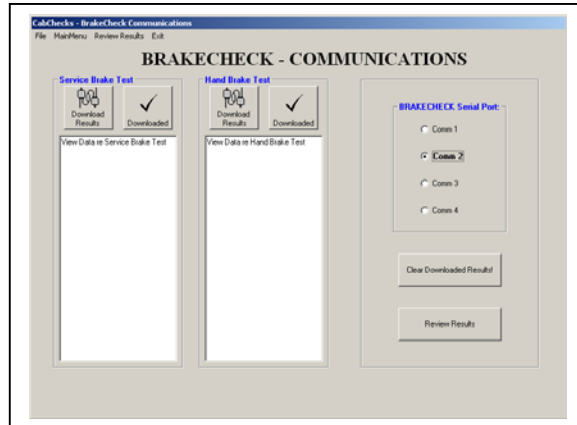 CabChecks - BrakeCheck Communications
File MainMenu Review Results Exit
BRAKECHECK - COMMUNICATIONS
Service Brake Test
Download
Results
Downloaded
View Data re Service Brake Test
Hand Brake Test
Download
Results
Downloaded
View Data re Hand Brake Test
BRAKECHECK Serial Port:
Comm 1
Comm 2
Comm 3
Comm 4
Clear Downloaded Results!
Review Results